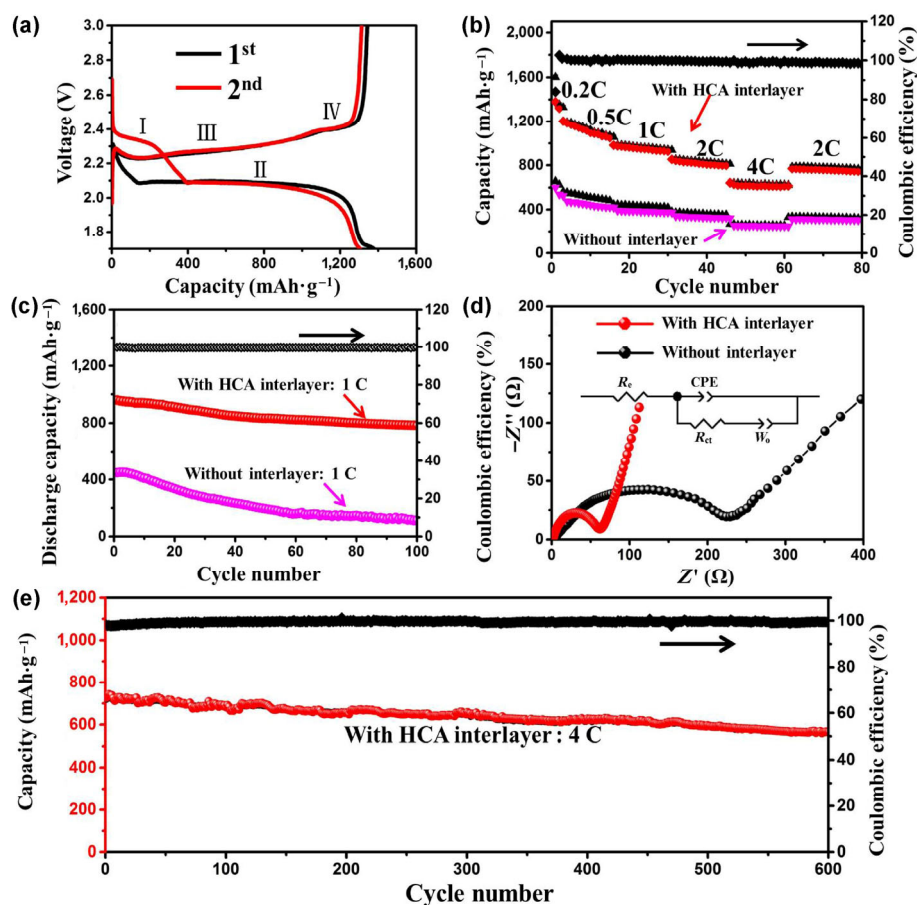 (a)
3.0
2.8
2.6
2.4
2.2
2.0
1.8
Voltage (V)
1st
2nd
I
II
III
IV
0
400
800
1,200
1,600
Capacity (mAh·g−1)
(b)
2,000
1,600
1,200
800
400
0
Capacity (mAh·g−1)
0.2C
0.5C
1C
2C
4C
2C
With HCA interlayer
Without interlayer
120
100
80
60
40
20
0
Coulombic efficiency (%)
0
20
40
60
80
Cycle number
(c)
1,600
1,200
800
400
0
Discharge capacity (mAh·g−1)
With HCA interlayer: 1 C
Without interlayer: 1 C
120
100
80
60
40
20
0
Coulombic efficiency (%)
0
20
40
60
80
100
Cycle number
(d)
200
150
100
50
0
−Z'' (Ω)
With HCA interlayer
Without interlayer
Re
CPE
Rct
Wo
0
100
200
300
400
Z' (Ω)
(e)
1,200
1,100
1,000
900
800
700
600
500
400
300
200
100
0
Capacity (mAh·g−1)
With HCA interlayer : 4 C
120
100
80
60
40
20
0
Coulombic efficiency (%)
0
100
200
300
400
500
600
Cycle number